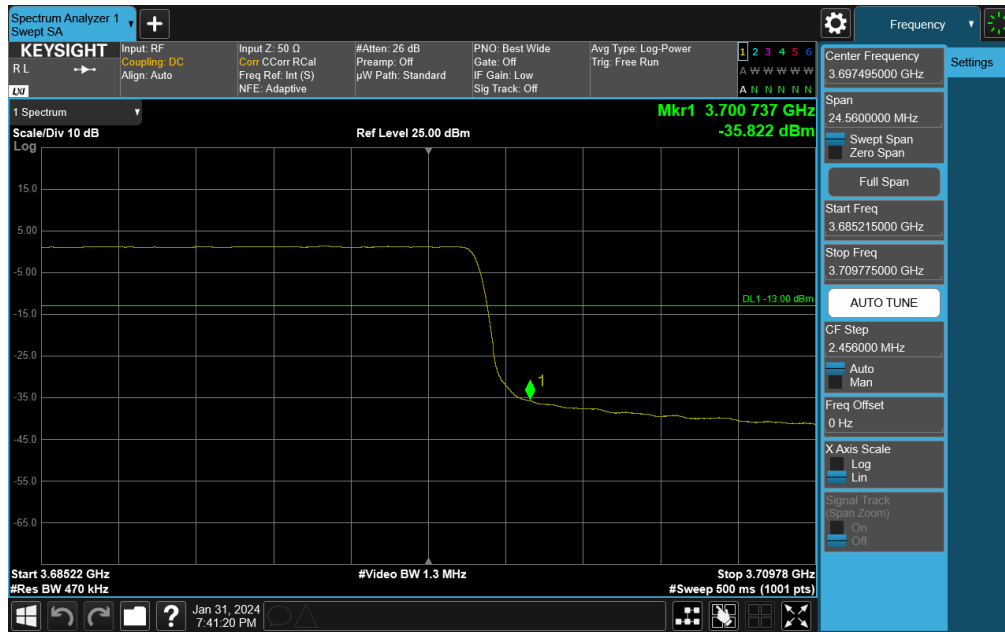 Spectrum Analyzer 1
Swept SA
+
Frequency
KEYSIGHT
R L
LXI
Input: RF
Coupling: DC
Align: Auto
Input Z: 50 Ω
Corr CCorr RCal
Freq Ref: Int (S)
NFE: Adaptive
#Atten: 26 dB
Preamp: Off
µW Path: Standard
PNO: Best Wide
Gate: Off
IF Gain: Low
Sig Track: Off
Avg Type: Log-Power
Trig: Free Run
1 2 3 4 5 6
A W W W W W
A N N N N N
1 Spectrum
Mkr1 3.700 737 GHz
-35.822 dBm
Scale/Div 10 dB
Ref Level 25.00 dBm
Log
15.0
5.00
-5.00
DL1 -13.00 dBm
-15.0
-25.0
1
-35.0
-45.0
-55.0
-65.0
Start 3.68522 GHz
#Video BW 1.3 MHz
Stop 3.70978 GHz
#Res BW 470 kHz
#Sweep 500 ms (1001 pts)
?
Jan 31, 2024
7:41:20 PM
Center Frequency
3.697495000 GHz
Settings
Span
24.5600000 MHz
Swept Span
Zero Span
Full Span
Start Freq
3.685215000 GHz
Stop Freq
3.709775000 GHz
AUTO TUNE
CF Step
2.456000 MHz
Auto
Man
Freq Offset
0 Hz
X Axis Scale
Log
Lin
Signal Track
(Span Zoom)
On
Off